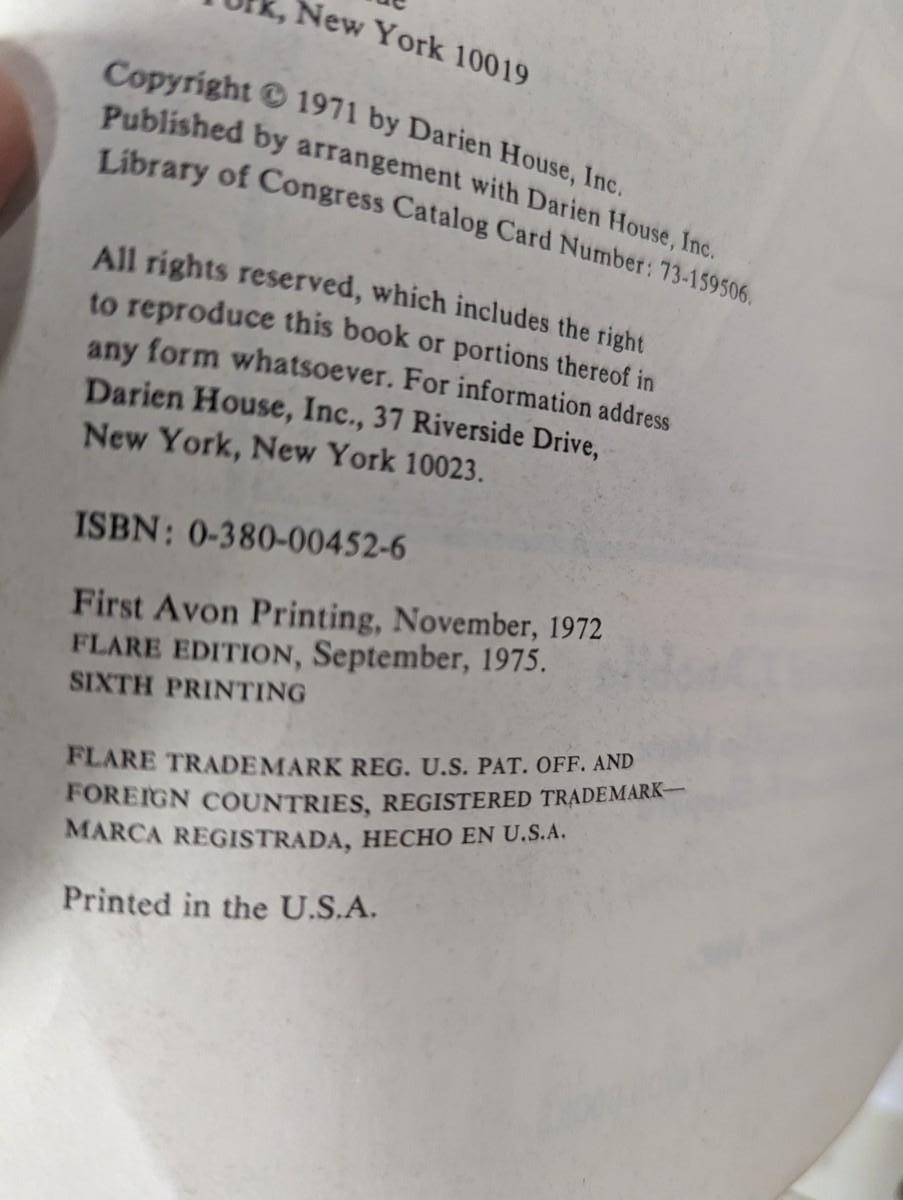 York, New York 10019
Copyright © 1971 by Darien House, Inc.
Published by arrangement with Darien House, Inc.
Library of Congress Catalog Card Number: 73-159506.
All rights reserved, which includes the right
to reproduce this book or portions thereof in
any form whatsoever. For information address
Darien House, Inc., 37 Riverside Drive,
New York, New York 10023.
ISBN: 0-380-00452-6
First Avon Printing, November, 1972
FLARE EDITION, September, 1975.
SIXTH PRINTING
FLARE TRADEMARK REG. U.S. PAT. OFF. AND
FOREIGN COUNTRIES, REGISTERED TRADEMARK—
MARCA REGISTRADA, HECHO EN U.S.A.
Printed in the U.S.A.